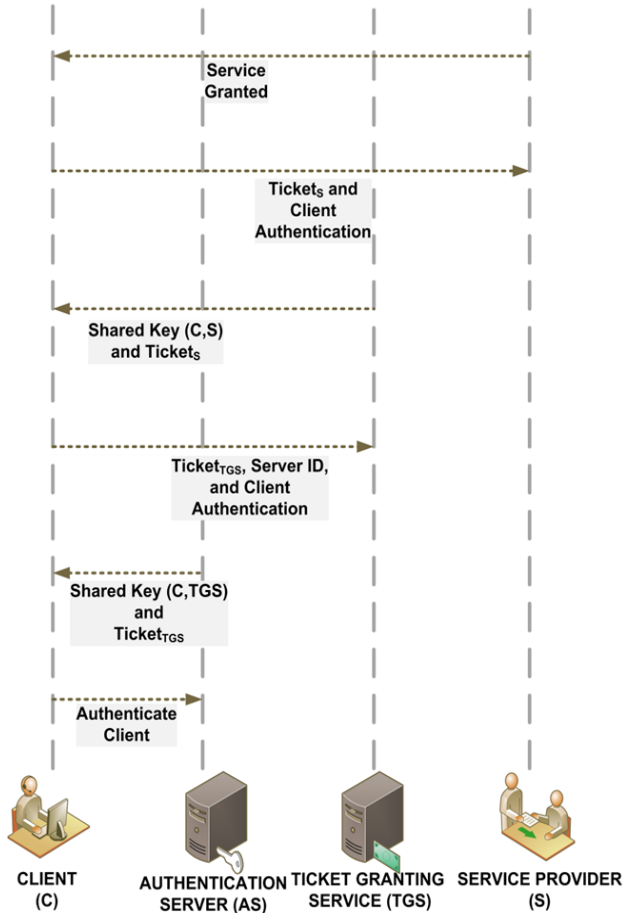 Service
Granted
Ticket_S and
Client
Authentication
Shared Key (C,S)
and Ticket_S
Ticket_TGS, Server ID,
and Client
Authentication
Shared Key (C,TGS)
and
Ticket_TGS
Authenticate
Client
CLIENT
(C)
AUTHENTICATION
SERVER (AS)
TICKET GRANTING
SERVICE (TGS)
SERVICE PROVIDER
(S)